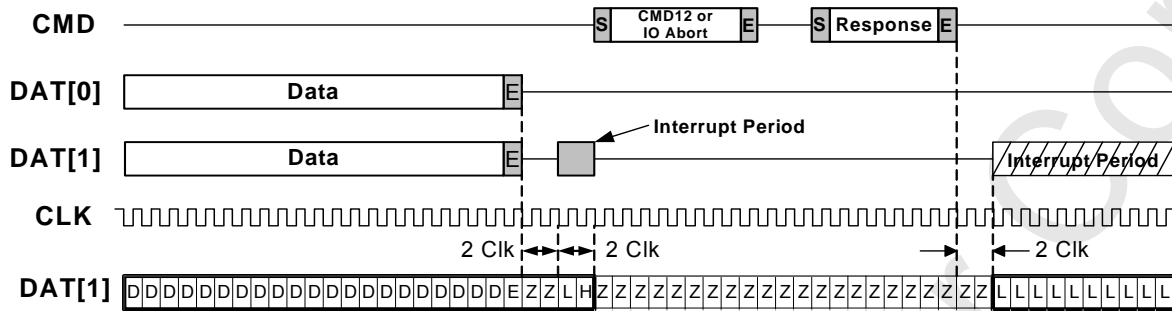 CMD
S CMD12 or IO Abort E S Response E
DAT[0] Data E
Interrupt Period
DAT[1] Data E Interrupt Period
CLK
2 Clk 2 Clk 2 Clk
DAT[1] D D D D D D D D D D D D D D D D D D D D D E Z Z L H Z Z Z Z Z Z Z Z Z Z Z Z Z Z Z Z Z Z Z Z Z Z L L L L L L L L L L